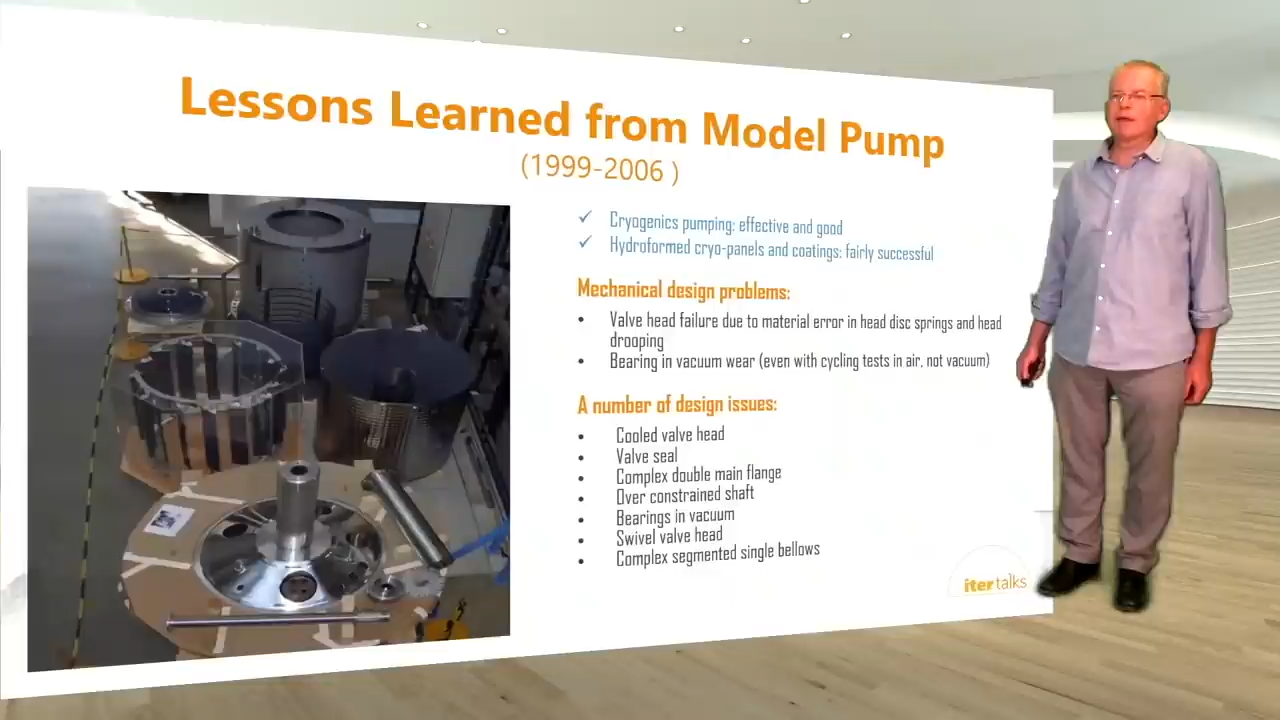 Lessons Learned from Model Pump
(1999-2006 )
✓ Cryogenics pumping: effective and good
✓ Hydroformed cryo-panels and coatings: fairly successful
Mechanical design problems:
• Valve head failure due to material error in head disc springs and head
drooping
• Bearing in vacuum wear (even with cycling tests in air, not vacuum)
A number of design issues:
• Cooled valve head
• Valve seal
• Complex double main flange
• Over constrained shaft
• Bearings in vacuum
• Swivel valve head
• Complex segmented single bellows
iter talks